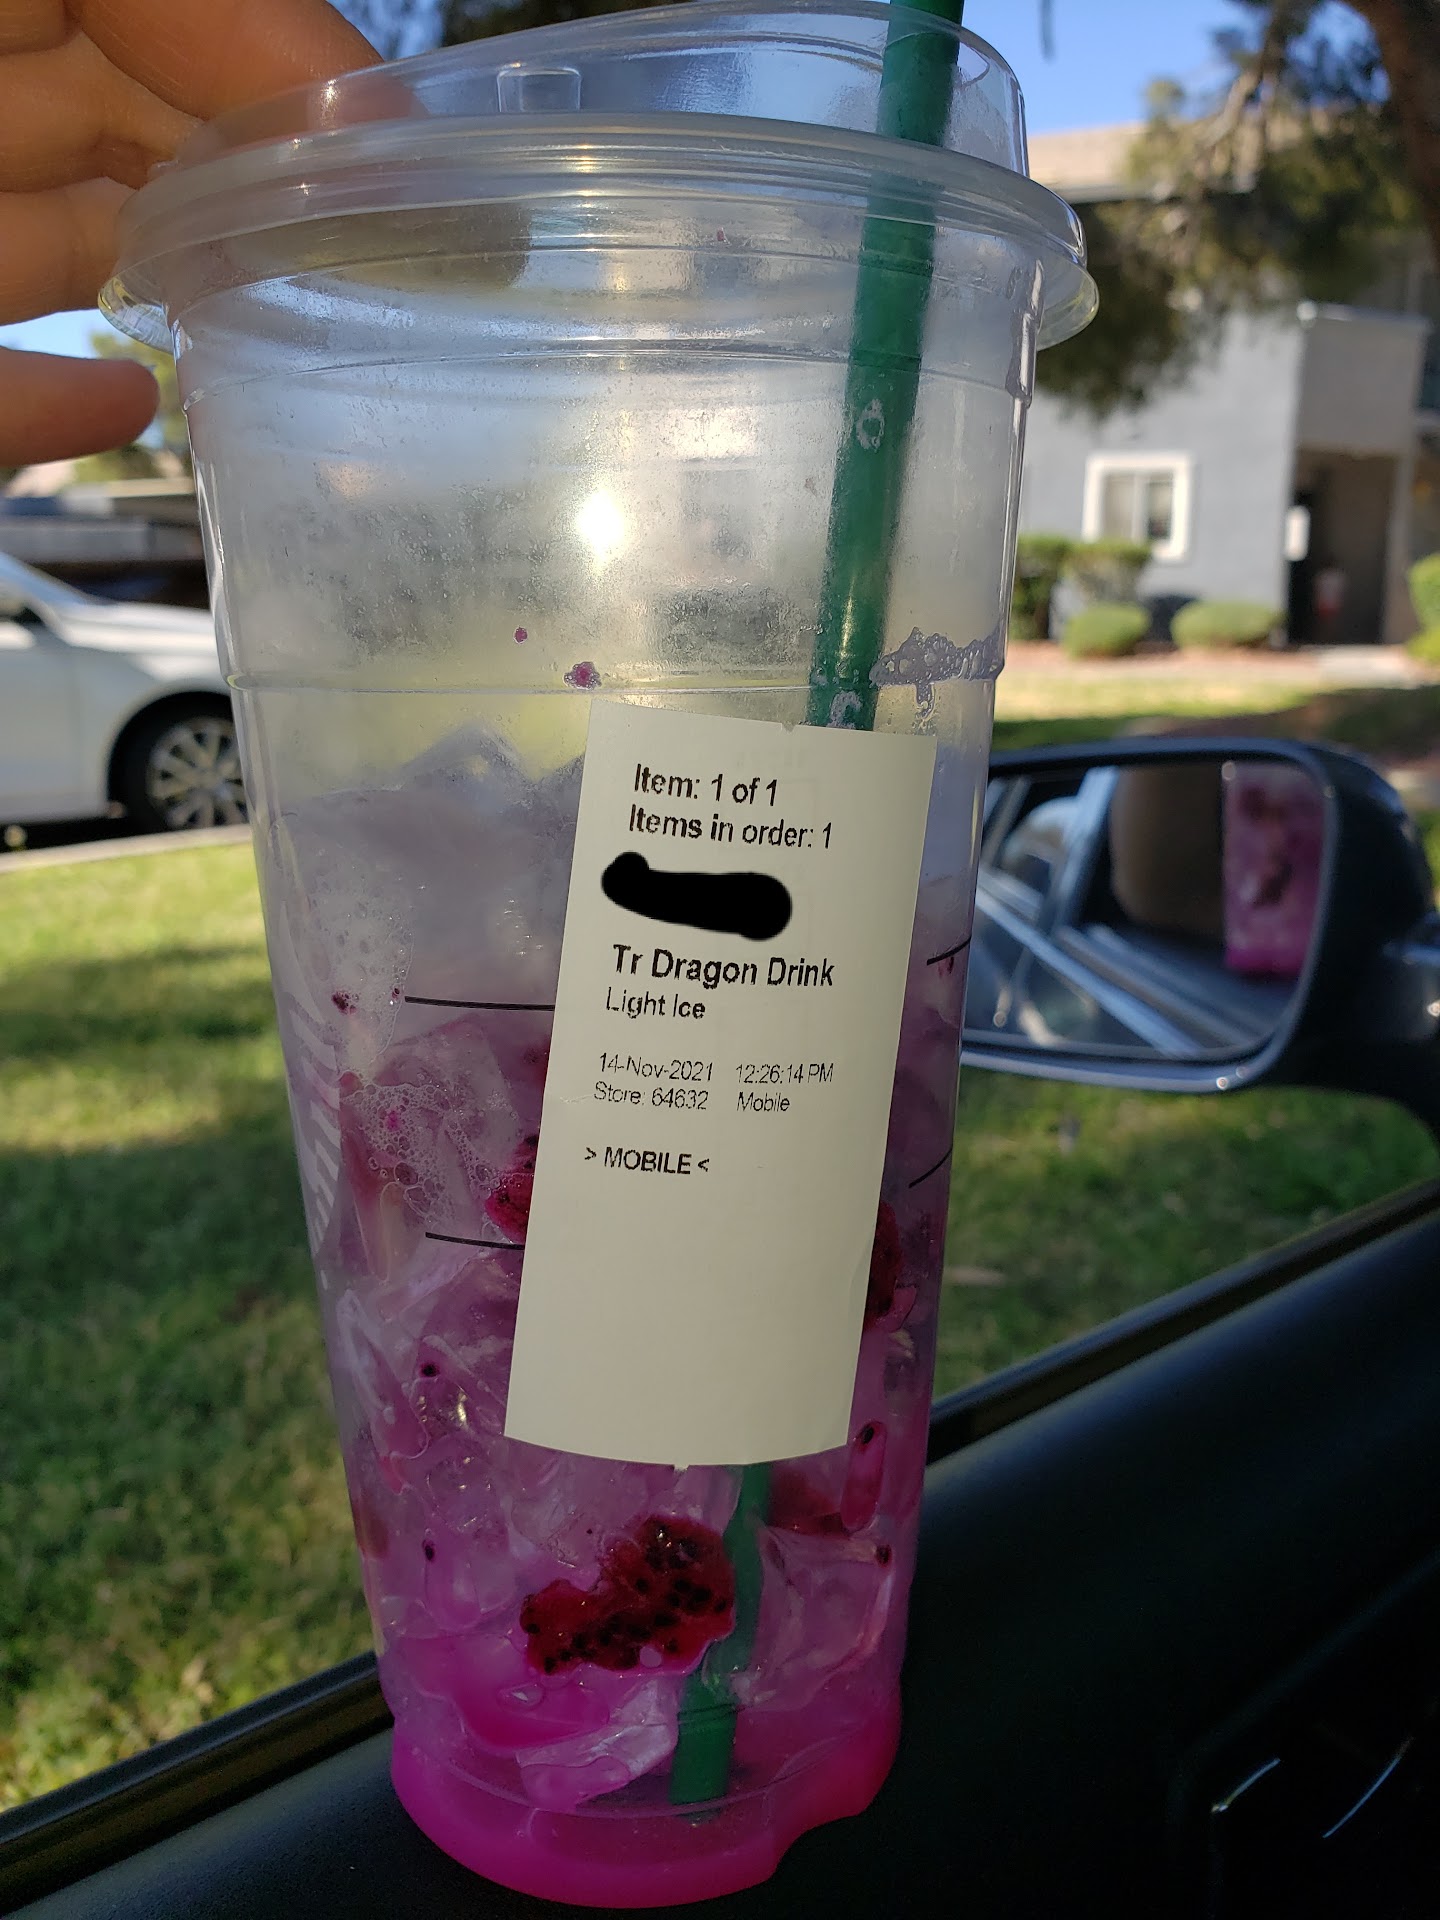 Item: 1 of 1
Items in order: 1
Tr Dragon Drink
Light Ice
14-Nov-2021 12:26:14 PM
Store: 64632 Mobile
> MOBILE <